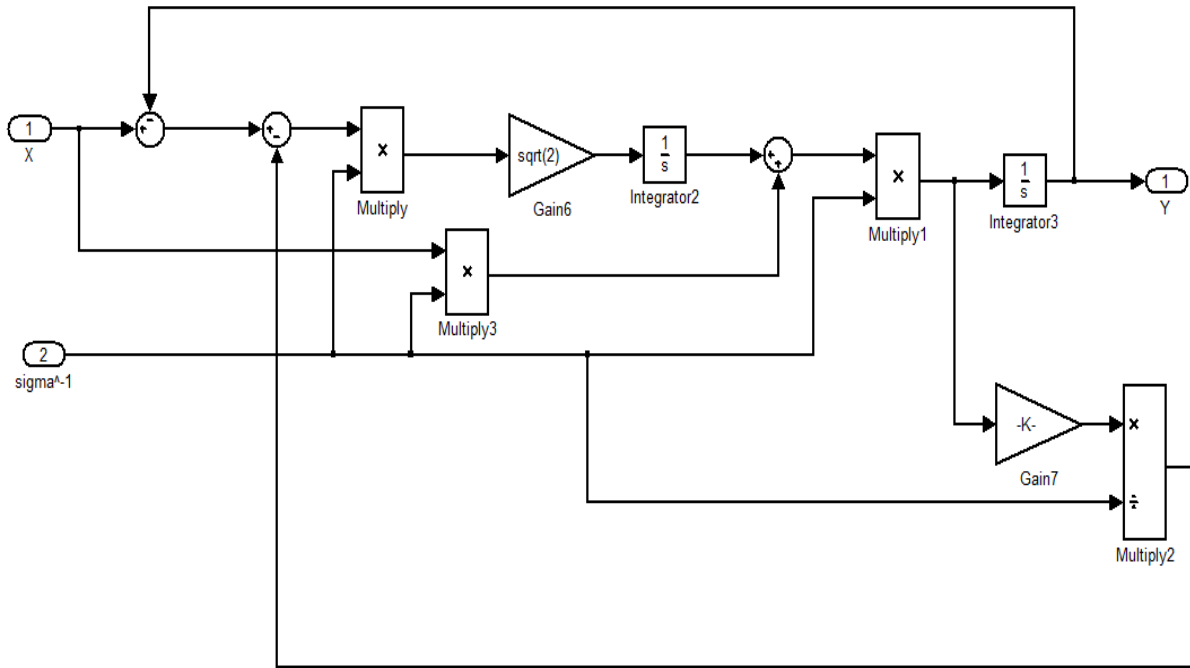 1
X
+
−
+
−
×
Multiply
sqrt(2)
Gain6
1
s
Integrator2
+
+
×
Multiply1
1
s
Integrator3
1
Y
×
Multiply3
2
sigma^-1
-K-
Gain7
×
÷
Multiply2